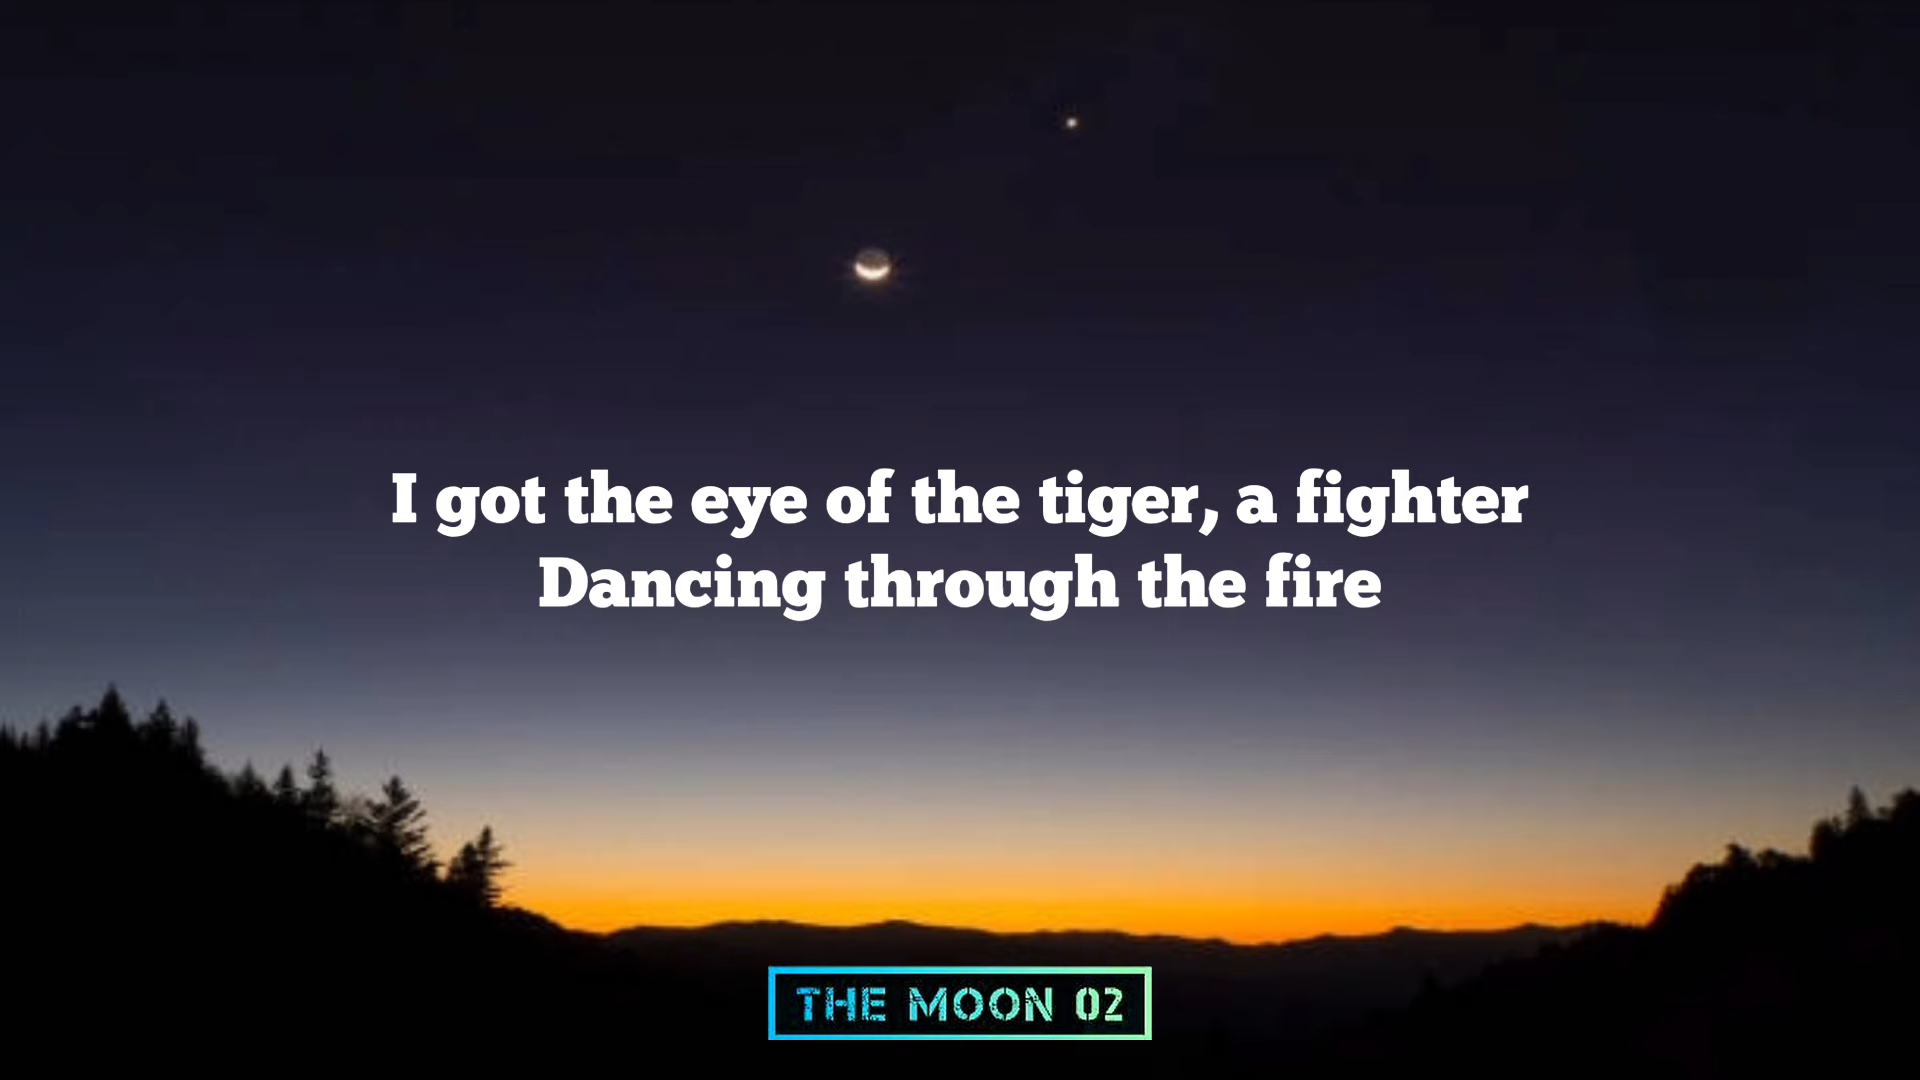 I got the eye of the tiger, a fighter
Dancing through the fire
THE MOON 02